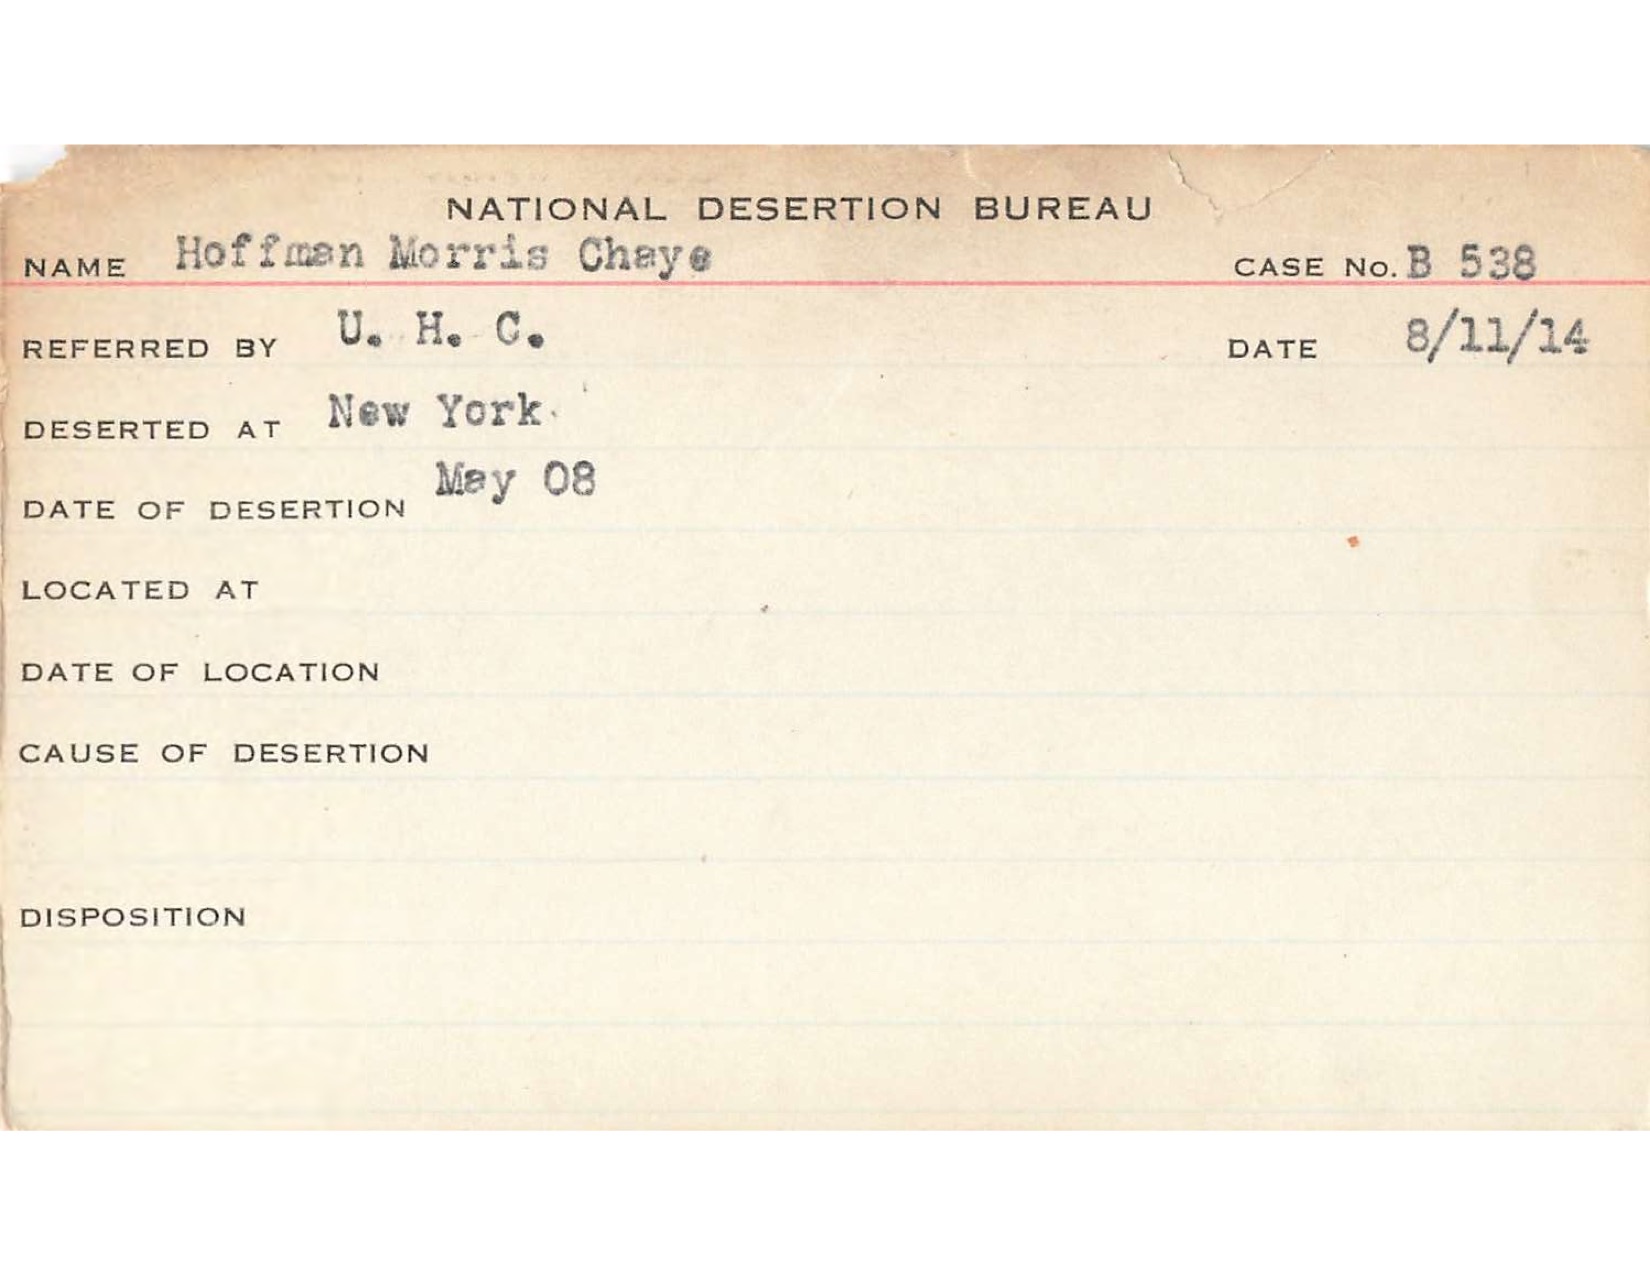 NATIONAL DESERTION BUREAU
NAME Hoffman Morris Chaye CASE No. B 538
REFERRED BY U. H. C. DATE 8/11/14
DESERTED AT New York.
DATE OF DESERTION May 08
LOCATED AT
DATE OF LOCATION
CAUSE OF DESERTION
DISPOSITION